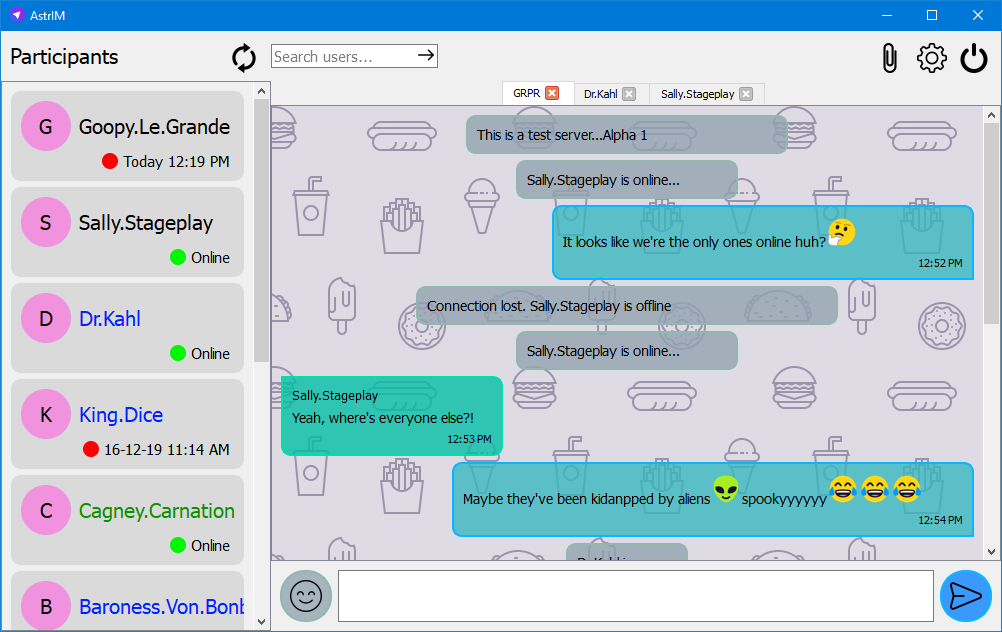 AstrIM
Participants
Search users...
GRPR
Dr.Kahl
Sally.Stageplay
G
Goopy.Le.Grande
Today 12:19 PM
S
Sally.Stageplay
Online
D
Dr.Kahl
Online
K
King.Dice
16-12-19 11:14 AM
C
Cagney.Carnation
Online
B
Baroness.Von.Bonb
This is a test server...Alpha 1
Sally.Stageplay is online...
It looks like we're the only ones online huh?🤔
12:52 PM
Connection lost. Sally.Stageplay is offline
Sally.Stageplay is online...
Sally.Stageplay
Yeah, where's everyone else?!
12:53 PM
Maybe they've been kidanpped by aliens 👽 spookyyyyyy😂😂😂
12:54 PM